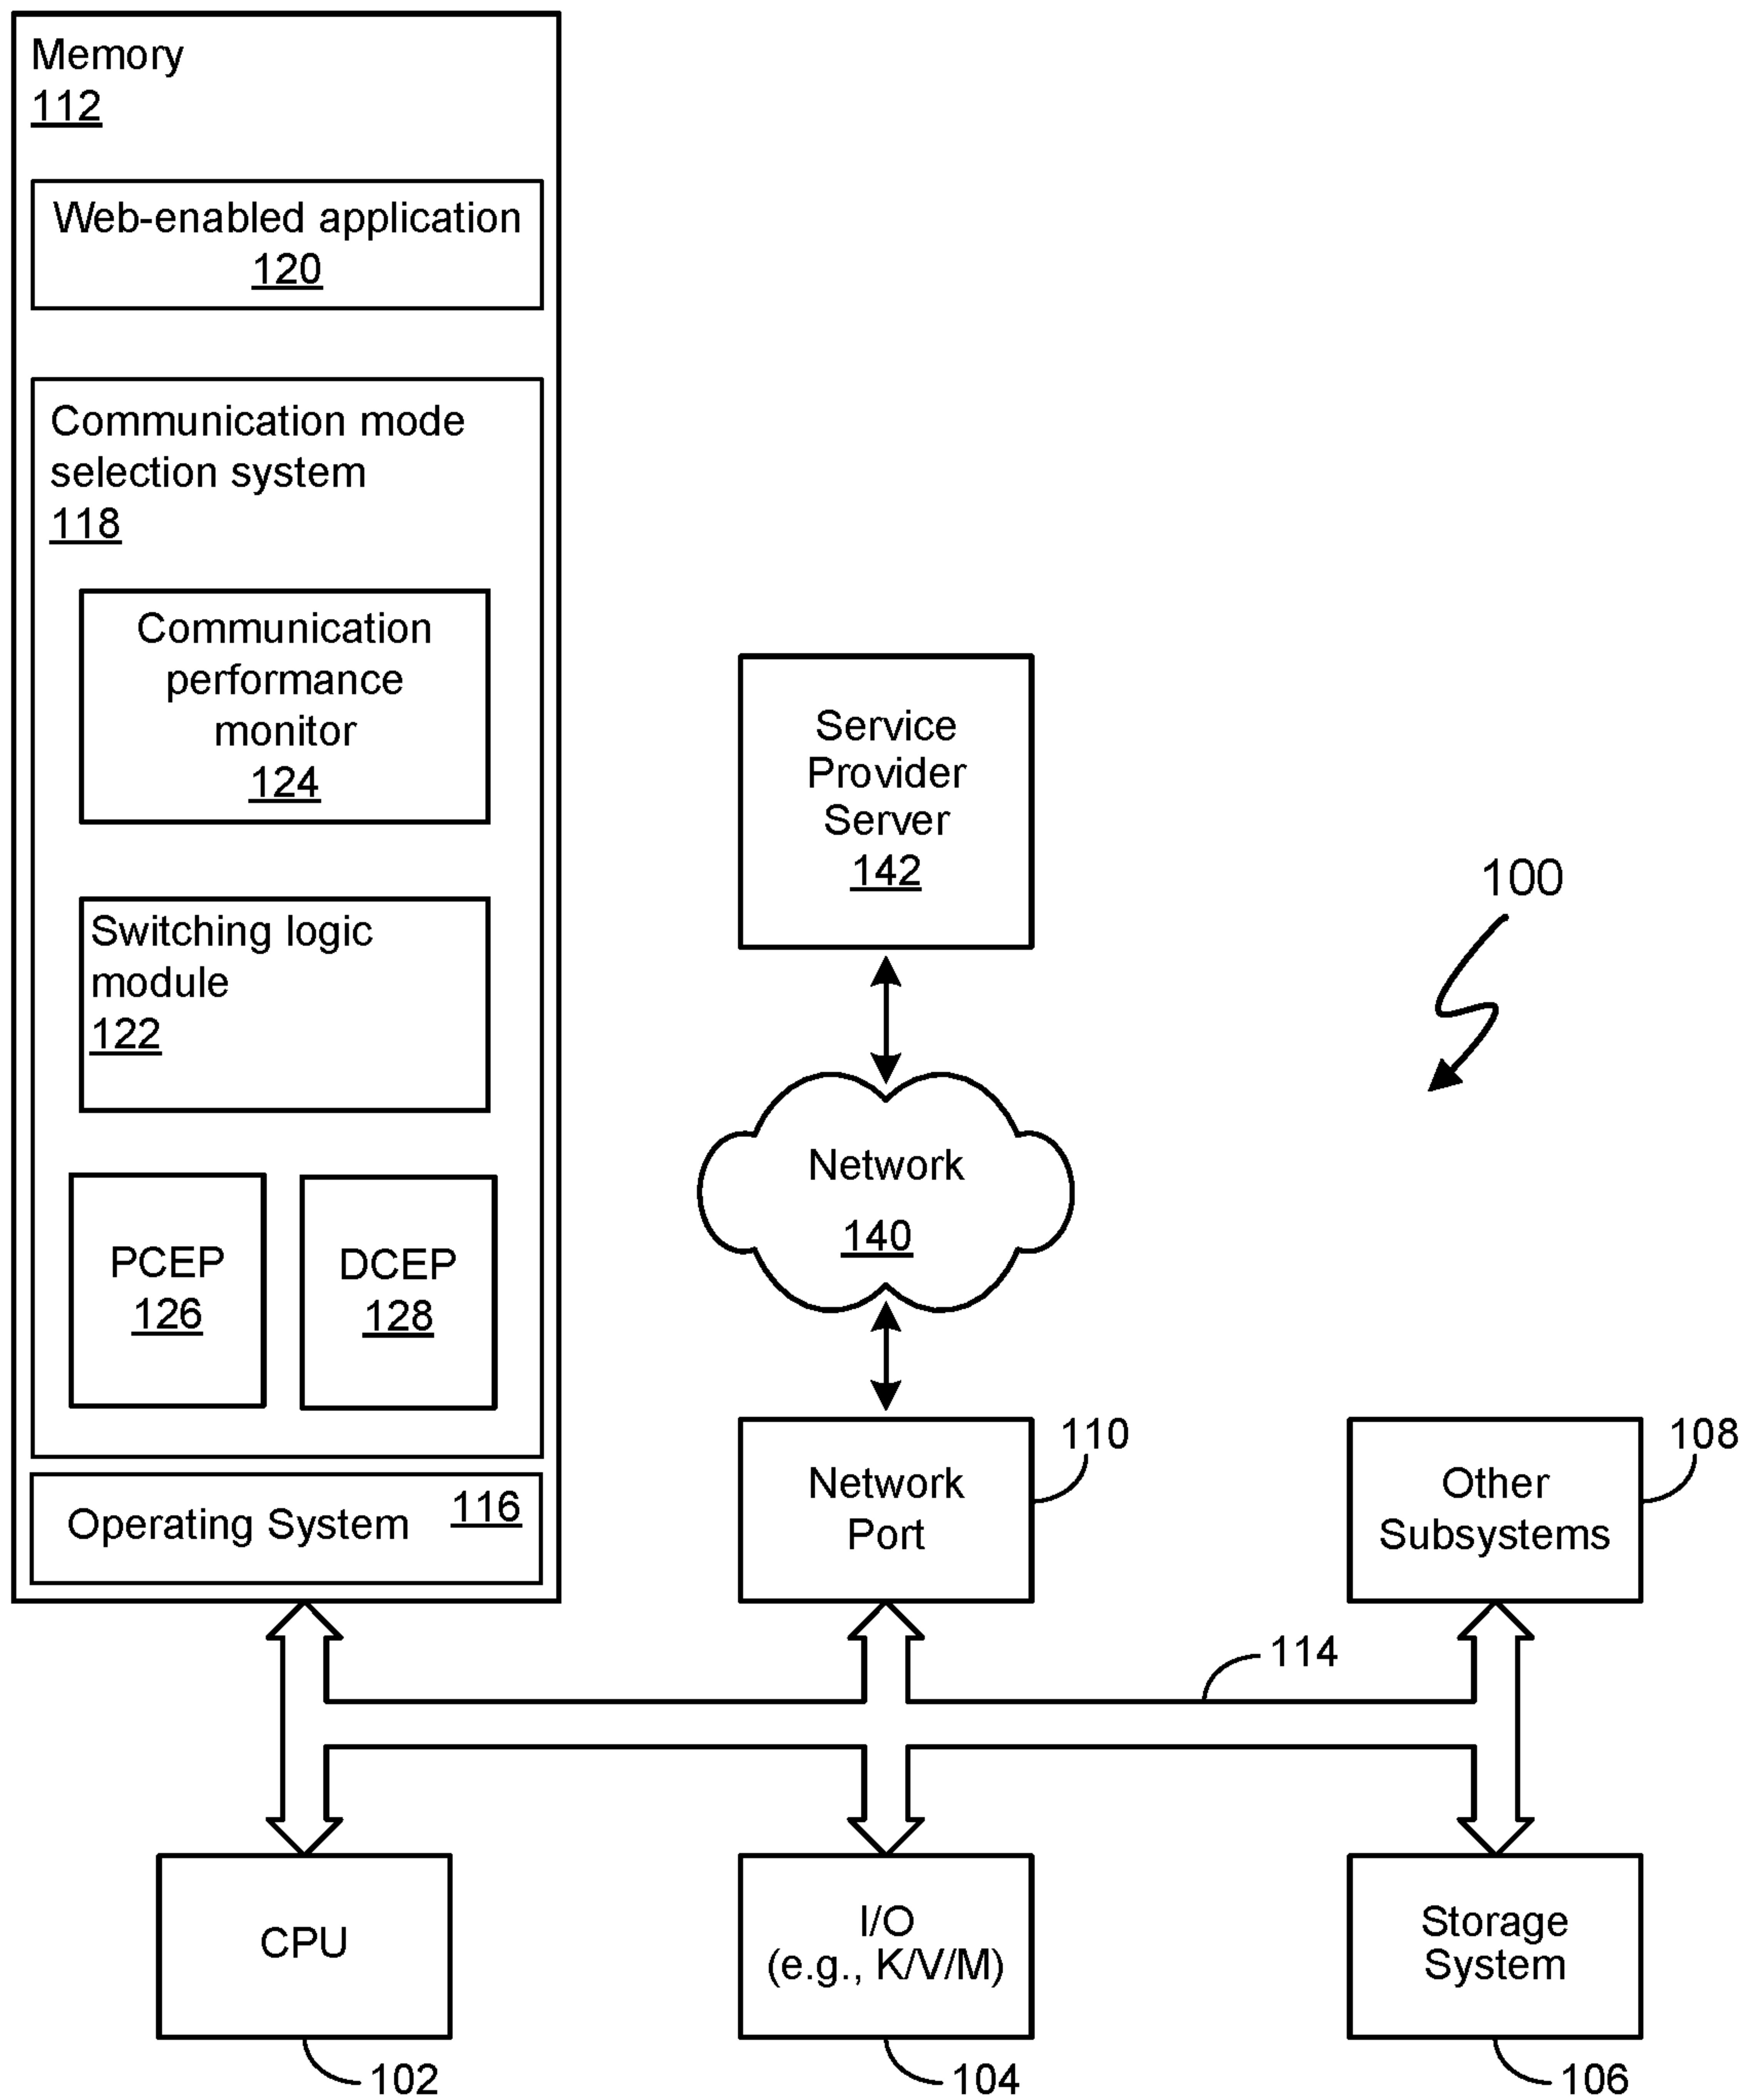 Memory
112
Web-enabled application
120
Communication mode
selection system
118
Communication
performance
monitor
124
Switching logic
module
122
PCEP
126
DCEP
128
Operating System
116
Service
Provider
Server
142
100
Network
140
Network
Port
110
Other
Subsystems
108
114
CPU
102
I/O
(e.g., K/V/M)
104
Storage
System
106